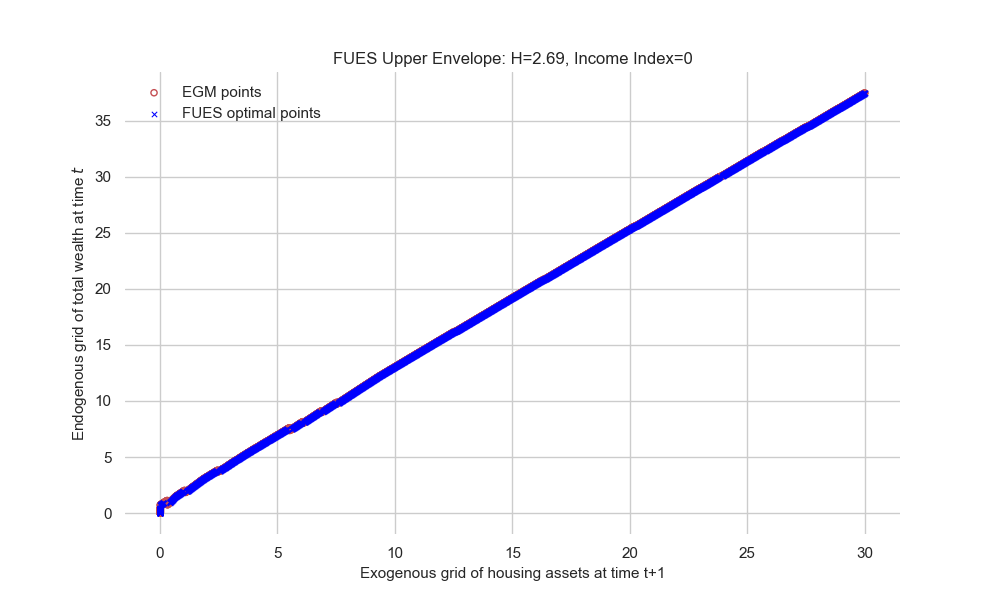 FUES Upper Envelope: H=2.69, Income Index=0
EGM points
FUES optimal points
Endogenous grid of total wealth at time t
35
30
25
20
15
10
5
0
0 5 10 15 20 25 30
Exogenous grid of housing assets at time t+1